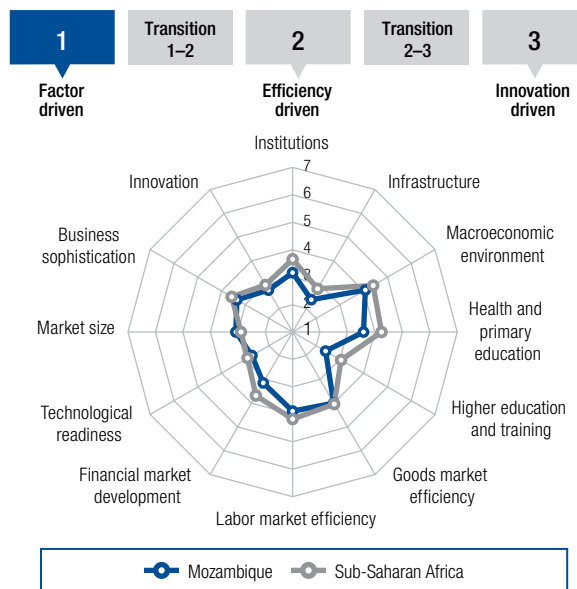 1
Transition
1–2
2
Transition
2–3
3
Factor
driven
Efficiency
driven
Innovation
driven
Institutions
7
6
5
4
3
2
1
Infrastructure
Macroeconomic
environment
Health and
primary
education
Higher education
and training
Goods market
efficiency
Labor market efficiency
Financial market
development
Technological
readiness
Market size
Business
sophistication
Innovation
Mozambique
Sub-Saharan Africa